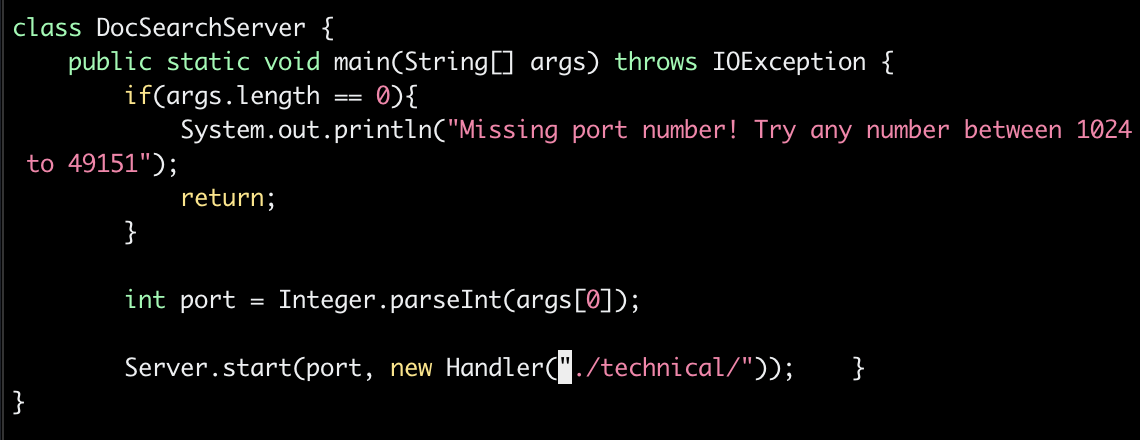 class DocSearchServer {
    public static void main(String[] args) throws IOException {
        if(args.length == 0){
            System.out.println("Missing port number! Try any number between 1024
 to 49151");
            return;
        }

        int port = Integer.parseInt(args[0]);

        Server.start(port, new Handler("./technical/"));    }
}